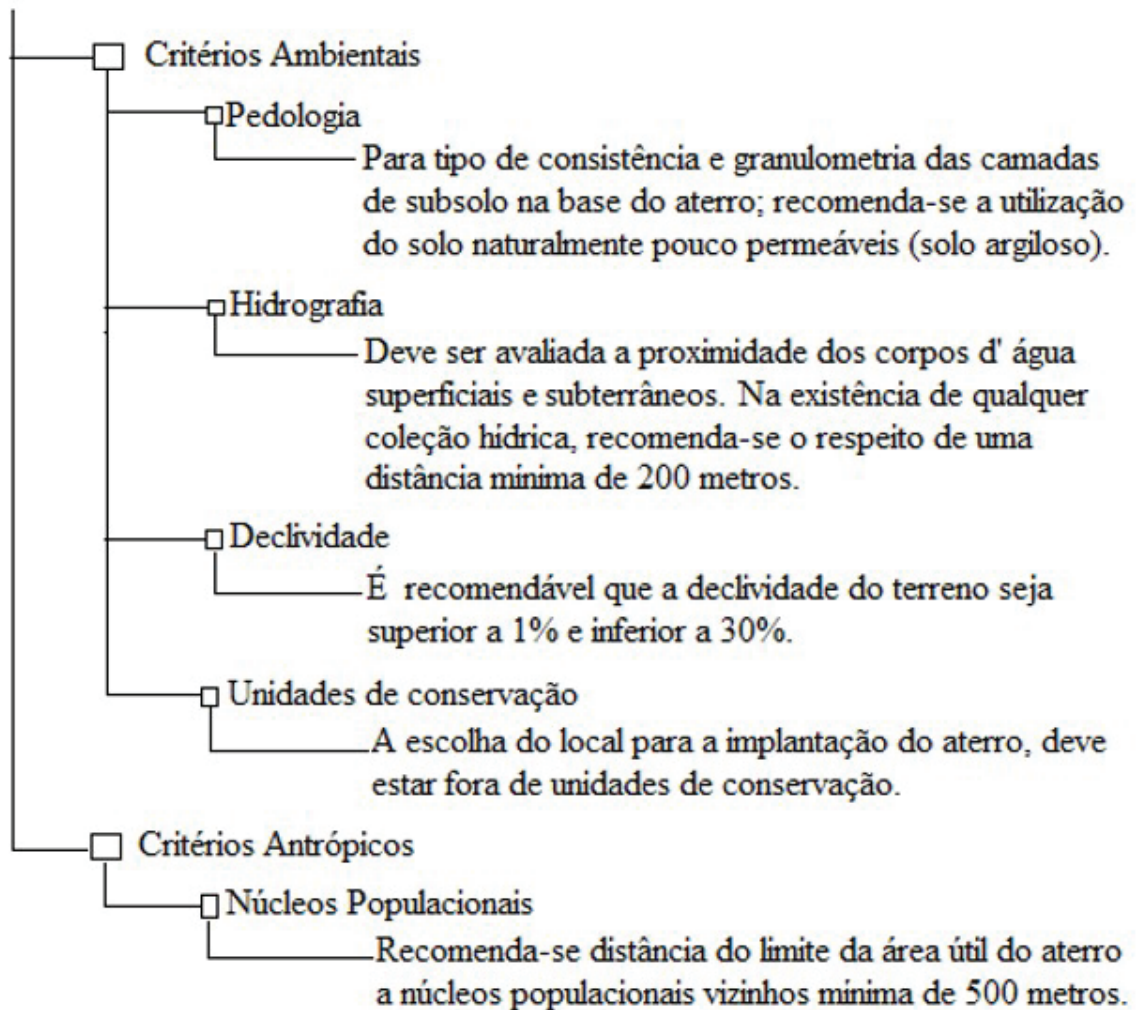 Critérios Ambientais
Pedologia
Para tipo de consistência e granulometria das camadas
de subsolo na base do aterro; recomenda-se a utilização
do solo naturalmente pouco permeáveis (solo argiloso).
Hidrografia
Deve ser avaliada a proximidade dos corpos d' água
superficiais e subterrâneos. Na existência de qualquer
coleção hídrica, recomenda-se o respeito de uma
distância mínima de 200 metros.
Declividade
É recomendável que a declividade do terreno seja
superior a 1% e inferior a 30%.
Unidades de conservação
A escolha do local para a implantação do aterro, deve
estar fora de unidades de conservação.
Critérios Antrópicos
Núcleos Populacionais
Recomenda-se distância do limite da área útil do aterro
a núcleos populacionais vizinhos mínima de 500 metros.